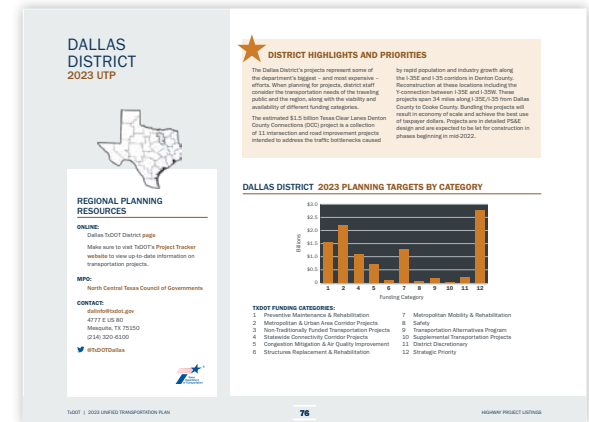 DALLAS
DISTRICT
2023 UTP
REGIONAL PLANNING
RESOURCES
ONLINE:
Dallas TxDOT District page
Make sure to visit TxDOT's Project Tracker
website to view up-to-date information on
transportation projects.
MPO:
North Central Texas Council of Governments
CONTACT:
dalinfo@txdot.gov
4777 E US 80
Mesquite, TX 75150
(214) 320-6100
@TxDOTDallas
DISTRICT HIGHLIGHTS AND PRIORITIES
The Dallas District's projects represent some of
the department's biggest – and most expensive –
efforts. When planning for projects, district staff
consider the transportation needs of the traveling
public and the region, along with the viability and
availability of different funding categories.
The estimated $1.5 billion Texas Clear Lanes Denton
County Connections (DCC) project is a collection
of 11 intersection and road improvement projects
intended to address the traffic bottlenecks caused
by rapid population and industry growth along
the I-35E and I-35 corridors in Denton County.
Reconstruction at these locations including the
Y-connection between I-35E and I-35W. These
projects span 34 miles along I-35E/I-35 from Dallas
County to Cooke County. Bundling the projects will
result in economy of scale and achieve the best use
of taxpayer dollars. Projects are in detailed PS&E
design and are expected to be let for construction in
phases beginning in mid-2022.
DALLAS DISTRICT 2023 PLANNING TARGETS BY CATEGORY
$3.0
$2.5
$2.0
$1.5
$1.0
$0.5
0
Billions
1 2 3 4 5 6 7 8 9 10 11 12
Funding Category
TXDOT FUNDING CATEGORIES:
1 Preventive Maintenance & Rehabilitation
2 Metropolitan & Urban Area Corridor Projects
3 Non-Traditionally Funded Transportation Projects
4 Statewide Connectivity Corridor Projects
5 Congestion Mitigation & Air Quality Improvement
6 Structures Replacement & Rehabilitation
7 Metropolitan Mobility & Rehabilitation
8 Safety
9 Transportation Alternatives Program
10 Supplemental Transportation Projects
11 District Discretionary
12 Strategic Priority
TxDOT | 2023 UNIFIED TRANSPORTATION PLAN
76
HIGHWAY PROJECT LISTINGS